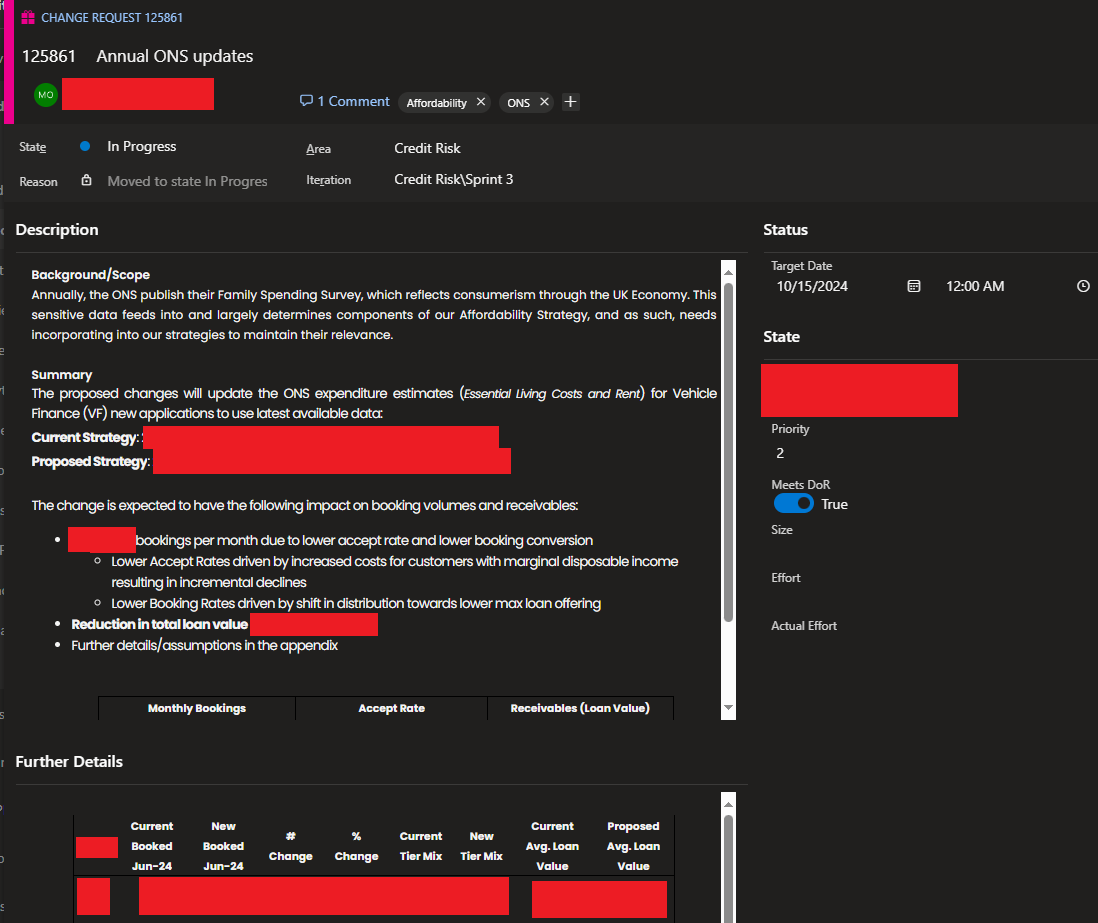 CHANGE REQUEST 125861
125861 Annual ONS updates
MO
1 Comment
Affordability
ONS
State
In Progress
Area
Credit Risk
Reason
Moved to state In Progres
Iteration
Credit Risk\Sprint 3
Description
Background/Scope
Annually, the ONS publish their Family Spending Survey, which reflects consumerism through the UK Economy. This
sensitive data feeds into and largely determines components of our Affordability Strategy, and as such, needs
incorporating into our strategies to maintain their relevance.
Summary
The proposed changes will update the ONS expenditure estimates (Essential Living Costs and Rent) for Vehicle
Finance (VF) new applications to use latest available data:
Current Strategy:
Proposed Strategy:
The change is expected to have the following impact on booking volumes and receivables:
bookings per month due to lower accept rate and lower booking conversion
Lower Accept Rates driven by increased costs for customers with marginal disposable income
resulting in incremental declines
Lower Booking Rates driven by shift in distribution towards lower max loan offering
Reduction in total loan value
Further details/assumptions in the appendix
Monthly Bookings Accept Rate Receivables (Loan Value)
Status
Target Date
10/15/2024 12:00 AM
State
Priority
2
Meets DoR
True
Size
Effort
Actual Effort
Further Details
Current
Booked
Jun-24
New
Booked
Jun-24
#
Change
%
Change
Current
Tier Mix
New
Tier Mix
Current
Avg. Loan
Value
Proposed
Avg. Loan
Value